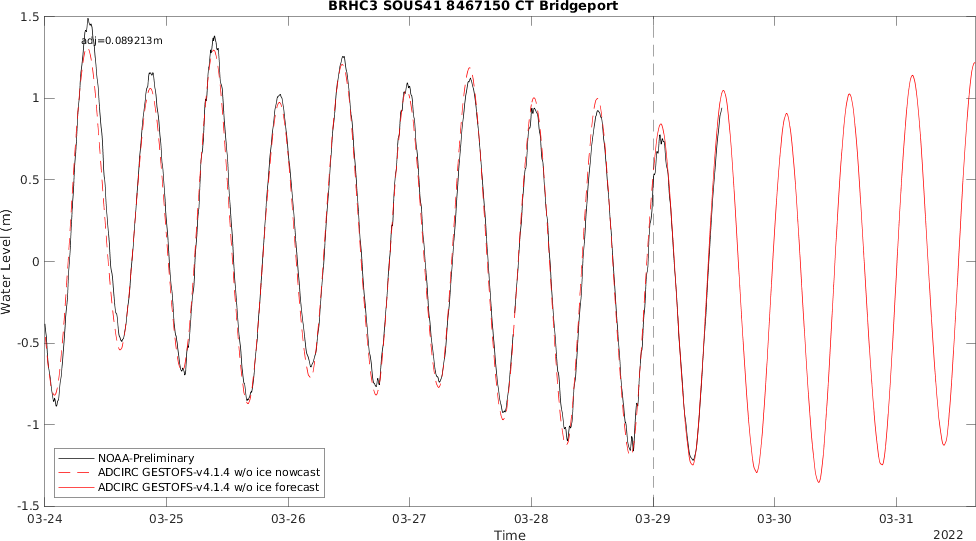 BRHC3 SOUS41 8467150 CT Bridgeport
1.5
adj=0.089213m
1
0.5
0
-0.5
-1
-1.5
Water Level (m)
NOAA-Preliminary
ADCIRC GESTOFS-v4.1.4 w/o ice nowcast
ADCIRC GESTOFS-v4.1.4 w/o ice forecast
03-24 03-25 03-26 03-27 03-28 03-29 03-30 03-31
Time
2022